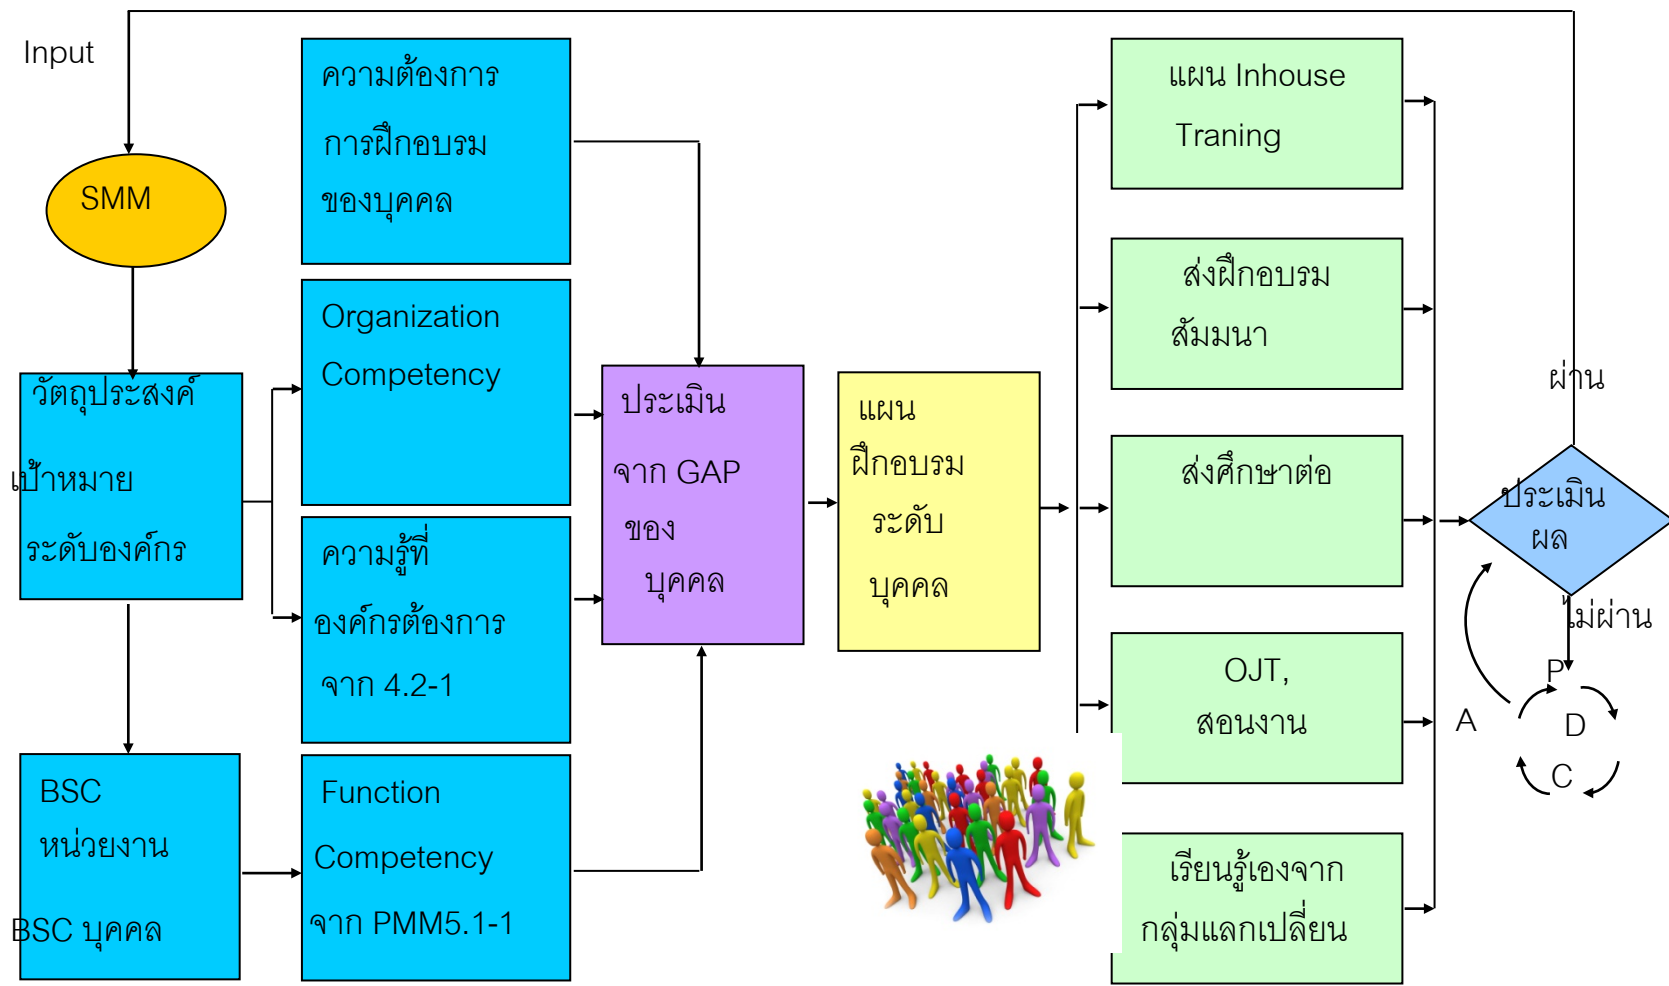 Input
SMM
วัตถุประสงค์
เป้าหมาย
ระดับองค์กร
BSC
หน่วยงาน
BSC บุคคล
ความต้องการ
การฝึกอบรม
ของบุคคล
Organization
Competency
ความรู้ที่
องค์กรต้องการ
จาก 4.2-1
Function
Competency
จาก PMM5.1-1
ประเมิน
จาก GAP
ของ
บุคคล
แผน
ฝึกอบรม
ระดับ
บุคคล
แผน Inhouse
Traning
ส่งฝึกอบรม
สัมมนา
ส่งศึกษาต่อ
OJT,
สอนงาน
เรียนรู้เองจาก
กลุ่มแลกเปลี่ยน
ผ่าน
ประเมิน
ผล
ไม่ผ่าน
P
A
D
C